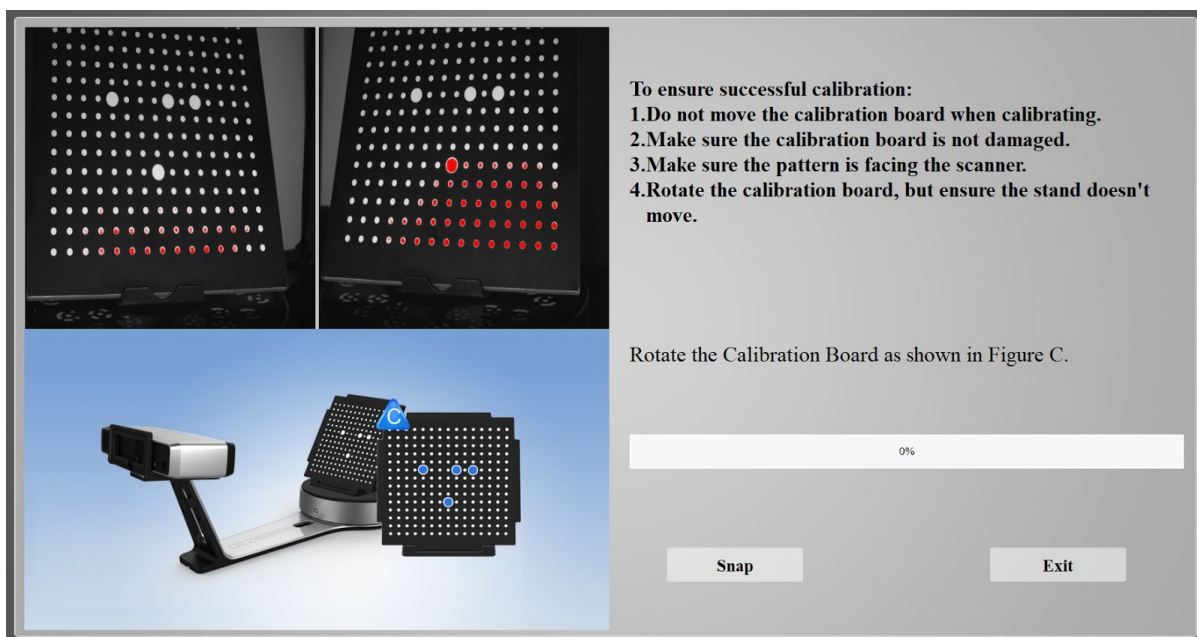 To ensure successful calibration:
1.Do not move the calibration board when calibrating.
2.Make sure the calibration board is not damaged.
3.Make sure the pattern is facing the scanner.
4.Rotate the calibration board, but ensure the stand doesn't
move.
Rotate the Calibration Board as shown in Figure C.
C
0%
Snap
Exit